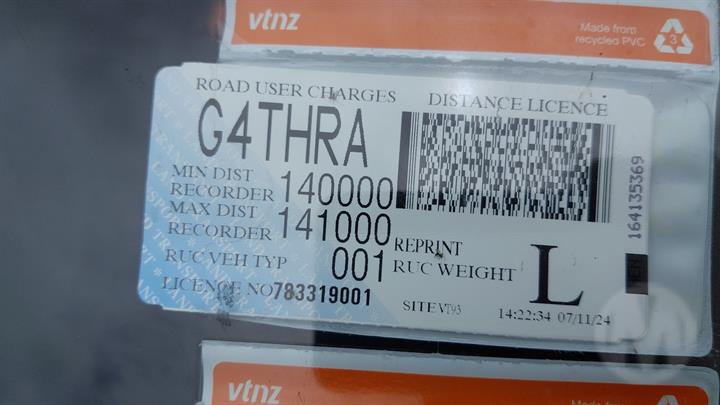 vtnz
Made from
recycled PVC
3
ROAD USER CHARGES DISTANCE LICENCE
G4THRA
MIN DIST
RECORDER 140000
MAX DIST
RECORDER 141000
REPRINT
RUC VEH TYP 001 RUC WEIGHT L
LICENCE NO 783319001
SITE VT93 14:22:34 07/11/24
164135369
vtnz
Made from